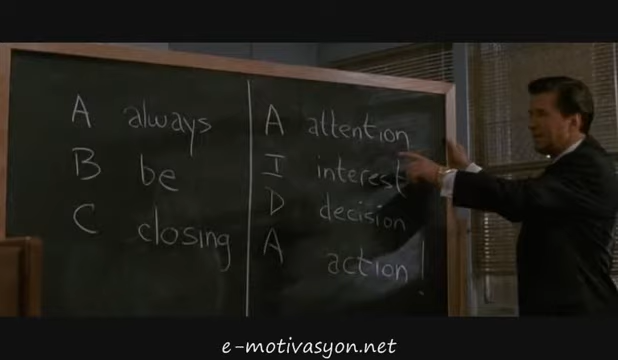 A always
B be
C closing
A attention
I interest
D decision
A action!
e-motivasyon.net